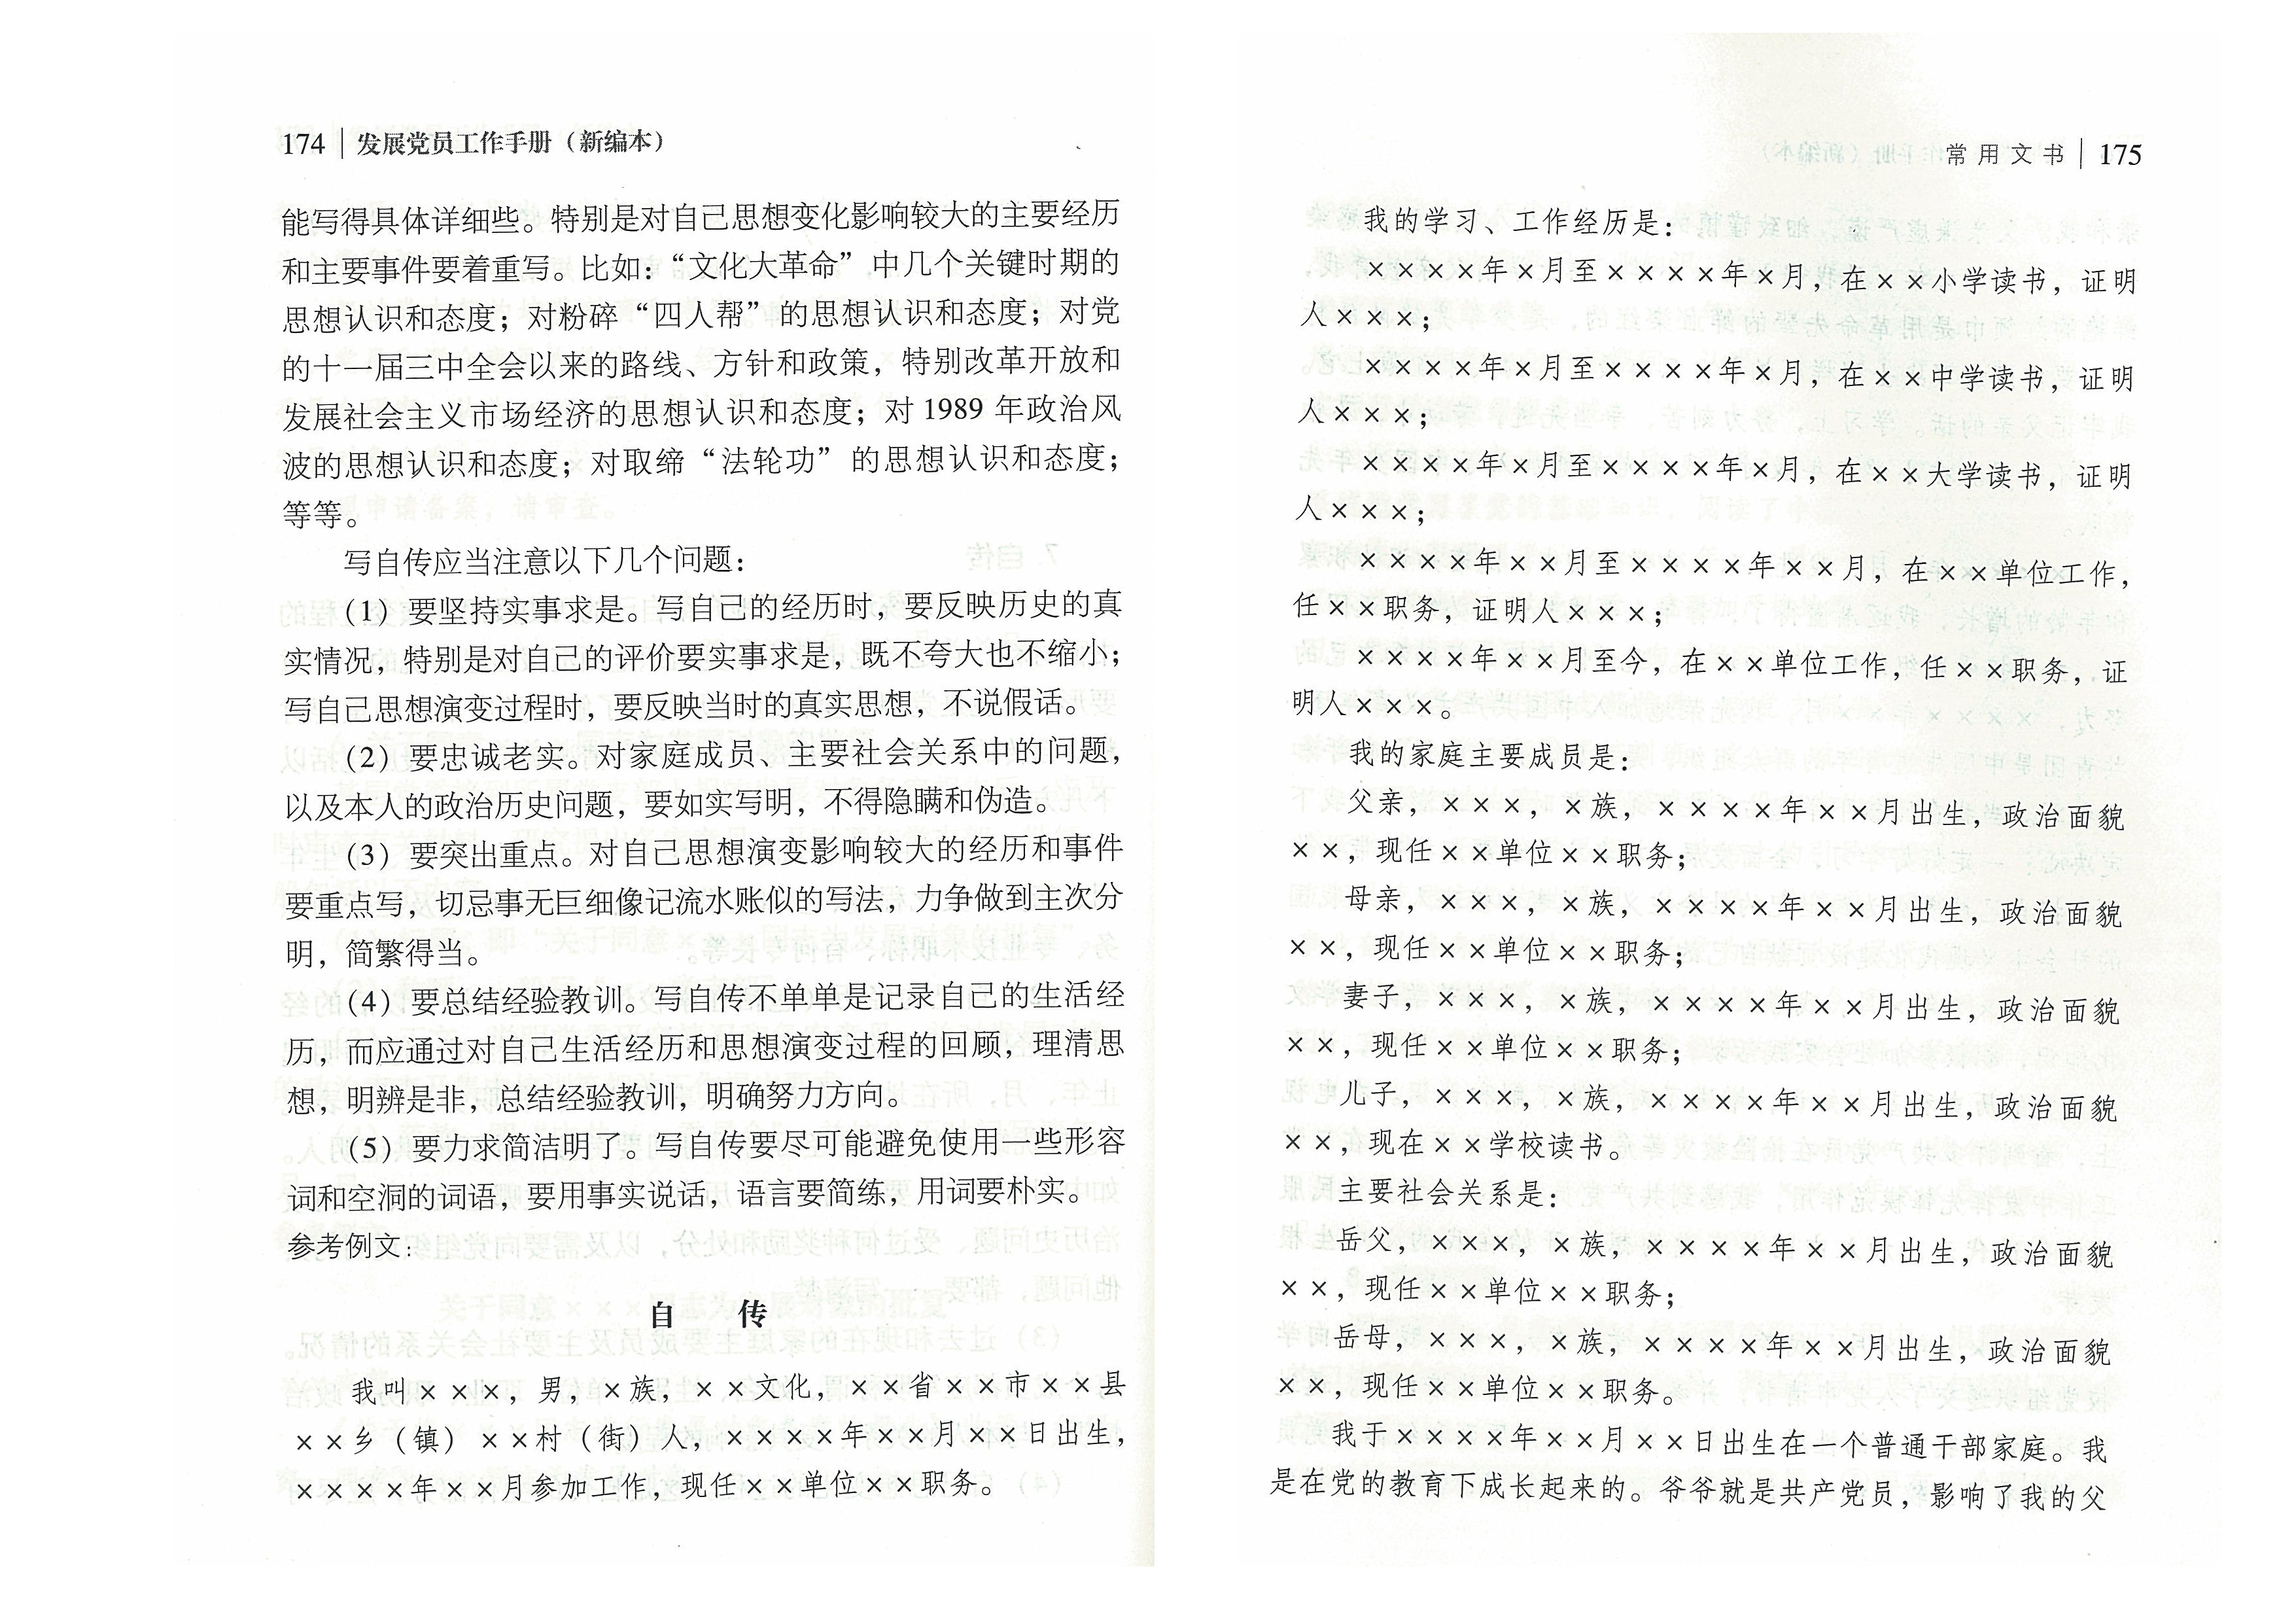 174 | 发展党员工作手册（新编本）
能写得具体详细些。特别是对自己思想变化影响较大的主要经历
和主要事件要着重写。比如：“文化大革命”中几个关键时期的
思想认识和态度；对粉碎“四人帮”的思想认识和态度；对党
的十一届三中全会以来的路线、方针和政策，特别改革开放和
发展社会主义市场经济的思想认识和态度；对 1989 年政治风
波的思想认识和态度；对取缔“法轮功”的思想认识和态度；
等等。
写自传应当注意以下几个问题：
（1）要坚持实事求是。写自己的经历时，要反映历史的真
实情况，特别是对自己的评价要实事求是，既不夸大也不缩小；
写自己思想演变过程时，要反映当时的真实思想，不说假话。
（2）要忠诚老实。对家庭成员、主要社会关系中的问题，
以及本人的政治历史问题，要如实写明，不得隐瞒和伪造。
（3）要突出重点。对自己思想演变影响较大的经历和事件
要重点写，切忌事无巨细像记流水账似的写法，力争做到主次分
明，简繁得当。
（4）要总结经验教训。写自传不单单是记录自己的生活经
历，而应通过对自己生活经历和思想演变过程的回顾，理清思
想，明辨是非，总结经验教训，明确努力方向。
（5）要力求简洁明了。写自传要尽可能避免使用一些形容
词和空洞的词语，要用事实说话，语言要简练，用词要朴实。
参考例文：
自　　传
我叫×××，男，×族，××文化，××省××市××县
××乡（镇）××村（街）人，××××年××月××日出生，
××××年××月参加工作，现任××单位××职务。
常用文书 | 175
我的学习、工作经历是：
××××年×月至××××年×月，在××小学读书，证明
人×××；
××××年×月至××××年×月，在××中学读书，证明
人×××；
××××年×月至××××年×月，在××大学读书，证明
人×××；
××××年××月至××××年××月，在××单位工作，
任××职务，证明人×××；
××××年××月至今，在××单位工作，任××职务，证
明人×××。
我的家庭主要成员是：
父亲，×××，×族，××××年××月出生，政治面貌
××，现任××单位××职务；
母亲，×××，×族，××××年××月出生，政治面貌
××，现任××单位××职务；
妻子，×××，×族，××××年××月出生，政治面貌
××，现任××单位××职务；
儿子，×××，×族，××××年××月出生，政治面貌
××，现在××学校读书。
主要社会关系是：
岳父，×××，×族，××××年××月出生，政治面貌
××，现任××单位××职务；
岳母，×××，×族，××××年××月出生，政治面貌
××，现任××单位××职务。
我于××××年××月××日出生在一个普通干部家庭。我
是在党的教育下成长起来的。爷爷就是共产党员，影响了我的父